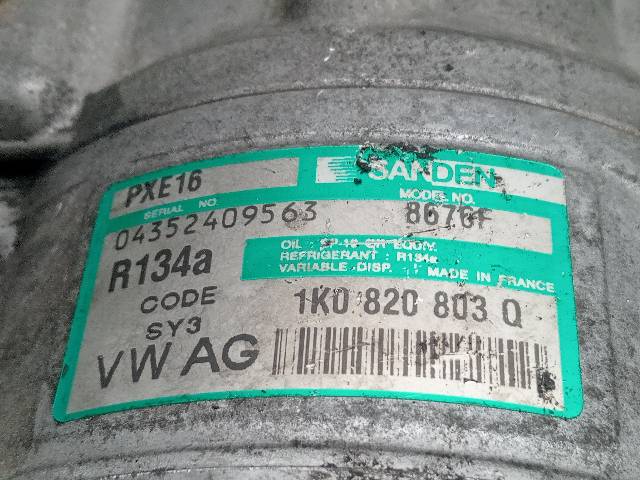 PXE16 SANDEN
SERIAL NO. MODEL NO.
04352409563
R134a OIL : EQUIV.
REFRIGERANT : R134a
VARIABLE DISP. MADE IN FRANCE
CODE 1K0 820 803 Q
SY3
VW AG